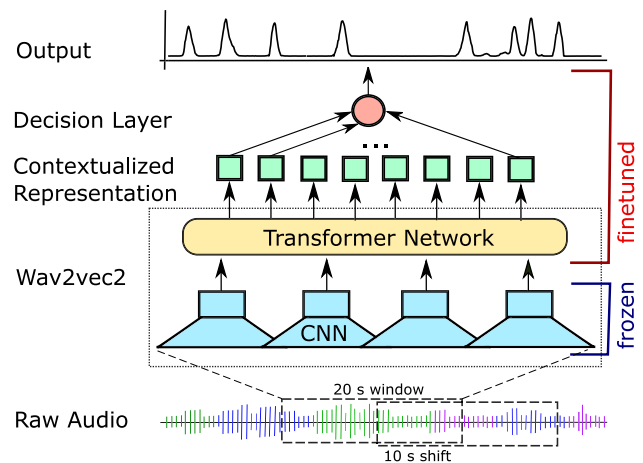 Output
Decision Layer
...
Contextualized
Representation
Transformer Network
finetuned
Wav2vec2
CNN
frozen
20 s window
Raw Audio
10 s shift